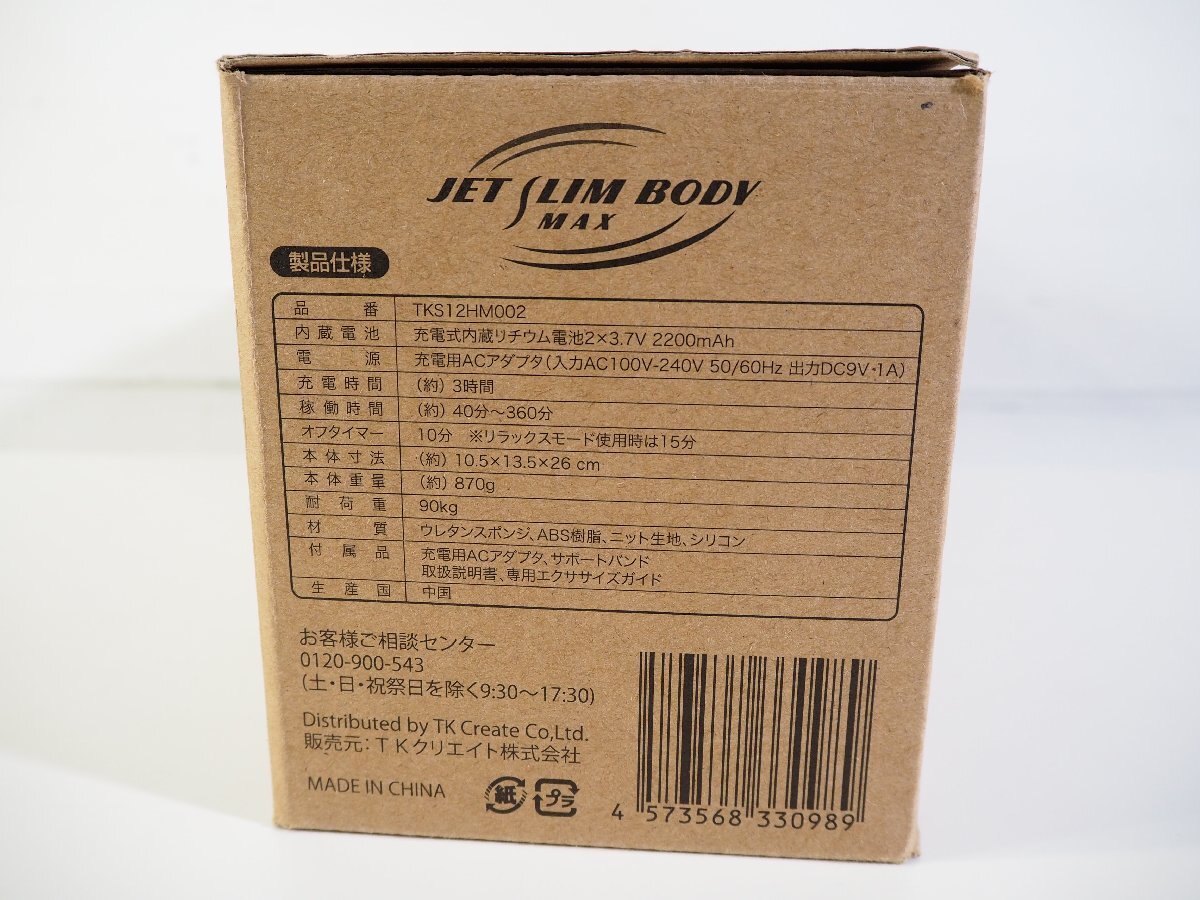 JET SLIM BODY
MAX
製品仕様
品番 TKS12HM002
内蔵電池 充電式内蔵リチウム電池2×3.7V 2200mAh
電源 充電用ACアダプタ(入力AC100V-240V 50/60Hz 出力DC9V・1A)
充電時間 (約) 3時間
稼働時間 (約) 40分〜360分
オフタイマー 10分 ※リラックスモード使用時は15分
本体寸法 (約) 10.5×13.5×26 cm
本体重量 (約) 870g
耐荷重 90kg
材質 ウレタンスポンジ、ABS樹脂、ニット生地、シリコン
付属品 充電用ACアダプタ、サポートバンド
取扱説明書、専用エクササイズガイド
生産国 中国
お客様ご相談センター
0120-900-543
(土・日・祝祭日を除く9:30〜17:30)
Distributed by TK Create Co,Ltd.
販売元：TKクリエイト株式会社
MADE IN CHINA
紙 プラ
4 573568 330989